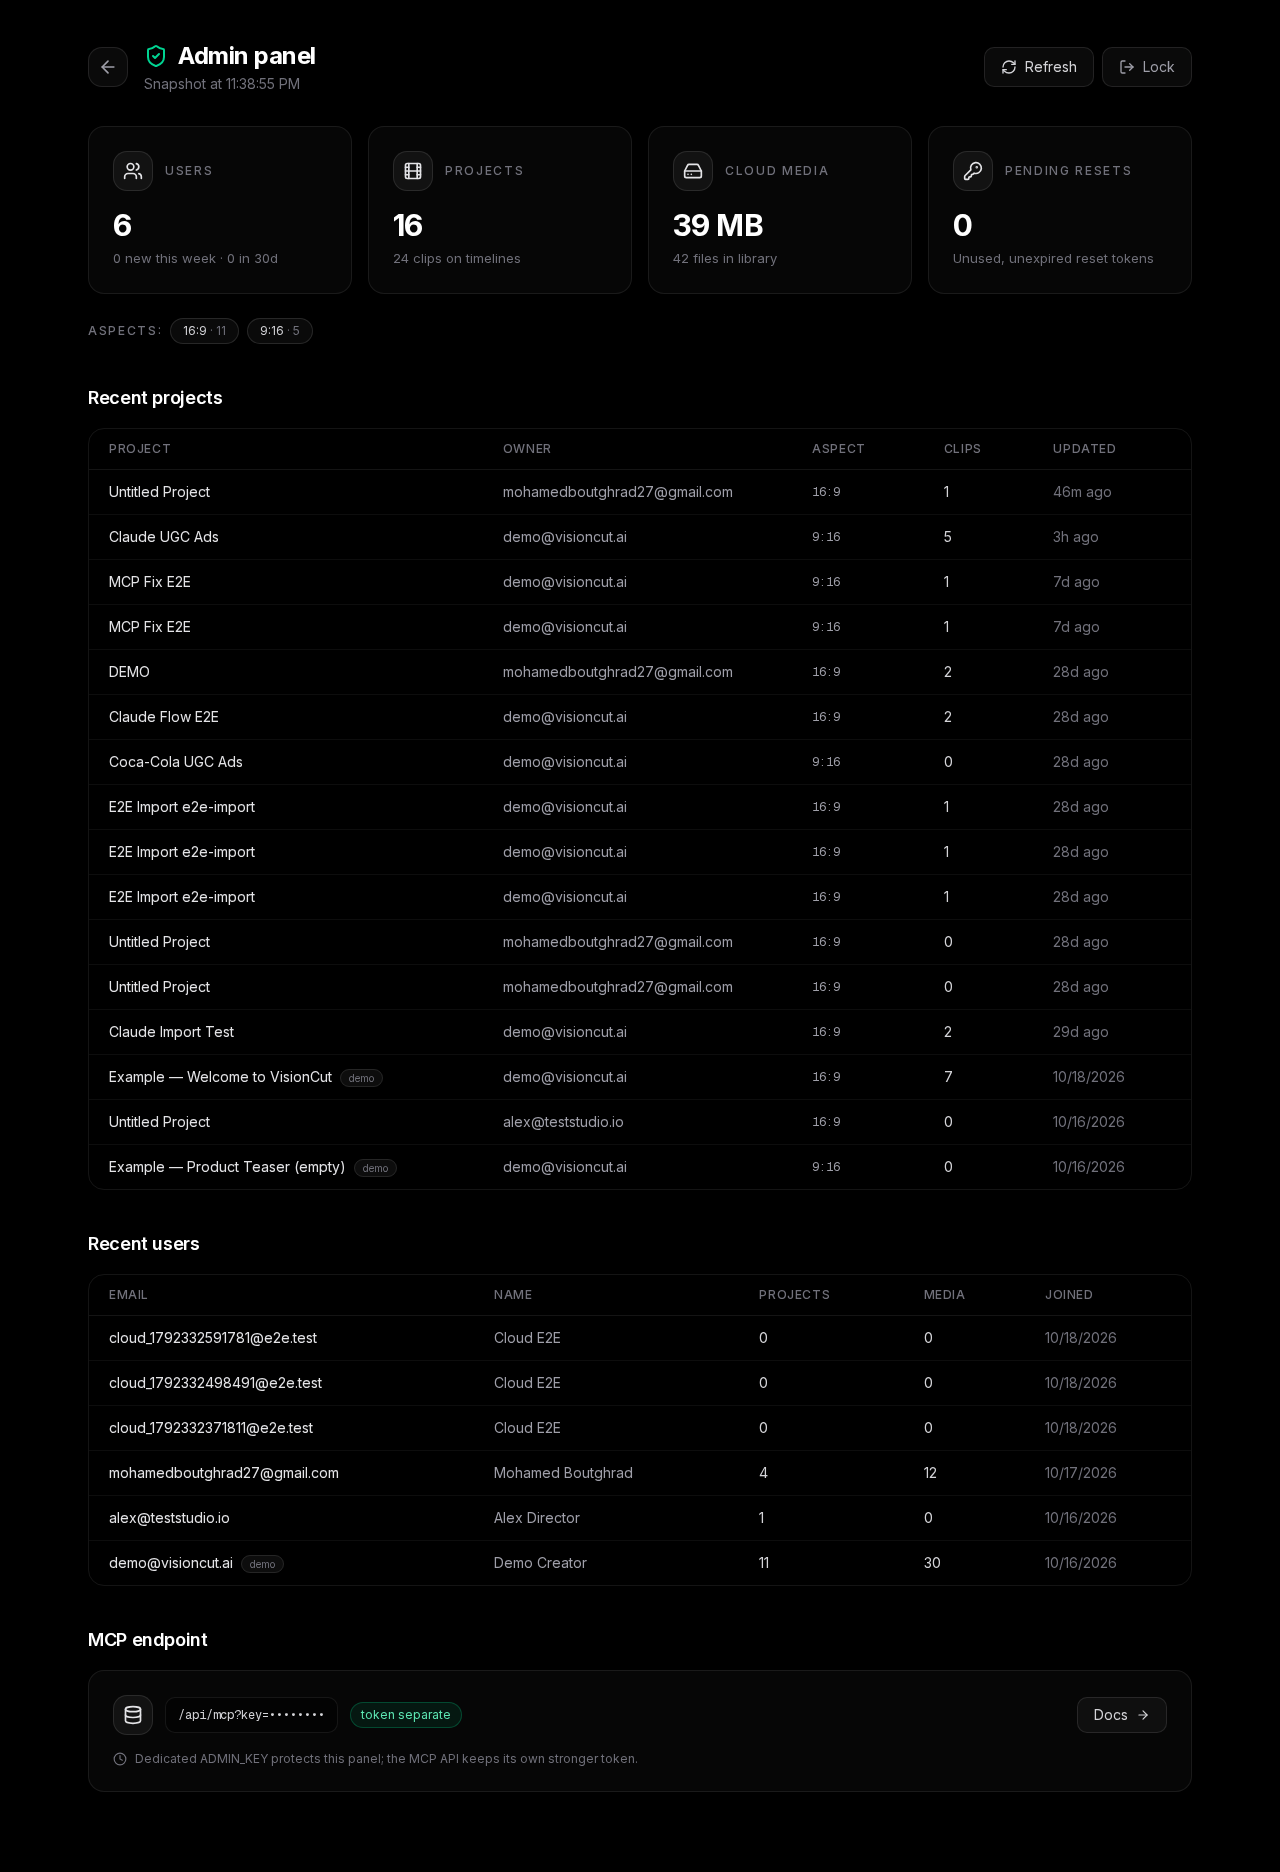 Admin panel
Snapshot at 11:38:55 PM
Refresh
Lock
USERS
6
0 new this week · 0 in 30d
PROJECTS
16
24 clips on timelines
CLOUD MEDIA
39 MB
42 files in library
PENDING RESETS
0
Unused, unexpired reset tokens
ASPECTS: 16:9 · 11 9:16 · 5
Recent projects
PROJECT OWNER ASPECT CLIPS UPDATED
Untitled Project mohamedboutghrad27@gmail.com 16:9 1 46m ago
Claude UGC Ads demo@visioncut.ai 9:16 5 3h ago
MCP Fix E2E demo@visioncut.ai 9:16 1 7d ago
MCP Fix E2E demo@visioncut.ai 9:16 1 7d ago
DEMO mohamedboutghrad27@gmail.com 16:9 2 28d ago
Claude Flow E2E demo@visioncut.ai 16:9 2 28d ago
Coca-Cola UGC Ads demo@visioncut.ai 9:16 0 28d ago
E2E Import e2e-import demo@visioncut.ai 16:9 1 28d ago
E2E Import e2e-import demo@visioncut.ai 16:9 1 28d ago
E2E Import e2e-import demo@visioncut.ai 16:9 1 28d ago
Untitled Project mohamedboutghrad27@gmail.com 16:9 0 28d ago
Untitled Project mohamedboutghrad27@gmail.com 16:9 0 28d ago
Claude Import Test demo@visioncut.ai 16:9 2 29d ago
Example — Welcome to VisionCut demo demo@visioncut.ai 16:9 7 10/18/2026
Untitled Project alex@teststudio.io 16:9 0 10/16/2026
Example — Product Teaser (empty) demo demo@visioncut.ai 9:16 0 10/16/2026
Recent users
EMAIL NAME PROJECTS MEDIA JOINED
cloud_1792332591781@e2e.test Cloud E2E 0 0 10/18/2026
cloud_1792332498491@e2e.test Cloud E2E 0 0 10/18/2026
cloud_1792332371811@e2e.test Cloud E2E 0 0 10/18/2026
mohamedboutghrad27@gmail.com Mohamed Boutghrad 4 12 10/17/2026
alex@teststudio.io Alex Director 1 0 10/16/2026
demo@visioncut.ai demo Demo Creator 11 30 10/16/2026
MCP endpoint
/api/mcp?key=•••••••• token separate Docs
Dedicated ADMIN_KEY protects this panel; the MCP API keeps its own stronger token.